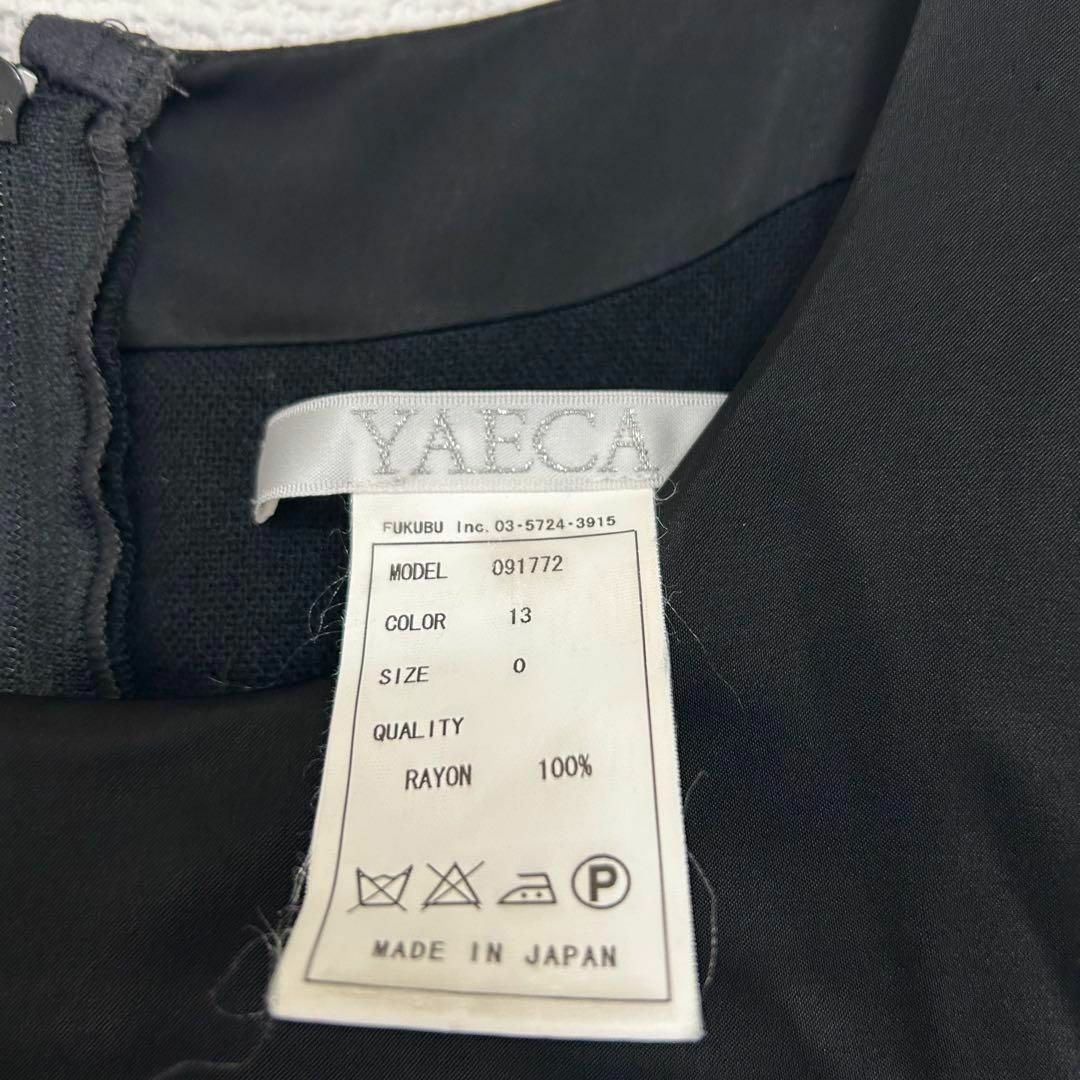 YAECA
FUKUBU Inc. 03-5724-3915
MODEL 091772
COLOR 13
SIZE 0
QUALITY
RAYON 100%
P
MADE IN JAPAN